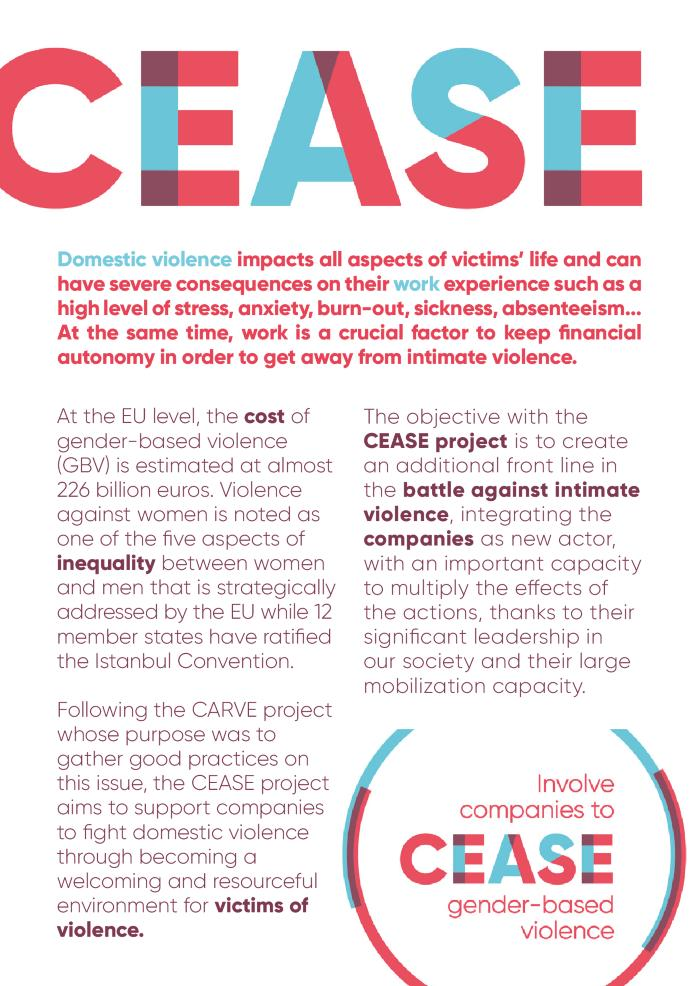 CEASE
Domestic violence impacts all aspects of victims’ life and can
have severe consequences on their work experience such as a
high level of stress, anxiety, burn-out, sickness, absenteeism...
At the same time, work is a crucial factor to keep financial
autonomy in order to get away from intimate violence.
At the EU level, the cost of
gender-based violence
(GBV) is estimated at almost
226 billion euros. Violence
against women is noted as
one of the five aspects of
inequality between women
and men that is strategically
addressed by the EU while 12
member states have ratified
the Istanbul Convention.
Following the CARVE project
whose purpose was to
gather good practices on
this issue, the CEASE project
aims to support companies
to fight domestic violence
through becoming a
welcoming and resourceful
environment for victims of
violence.
The objective with the
CEASE project is to create
an additional front line in
the battle against intimate
violence, integrating the
companies as new actor,
with an important capacity
to multiply the effects of
the actions, thanks to their
significant leadership in
our society and their large
mobilization capacity.
Involve
companies to
CEASE
gender-based
violence